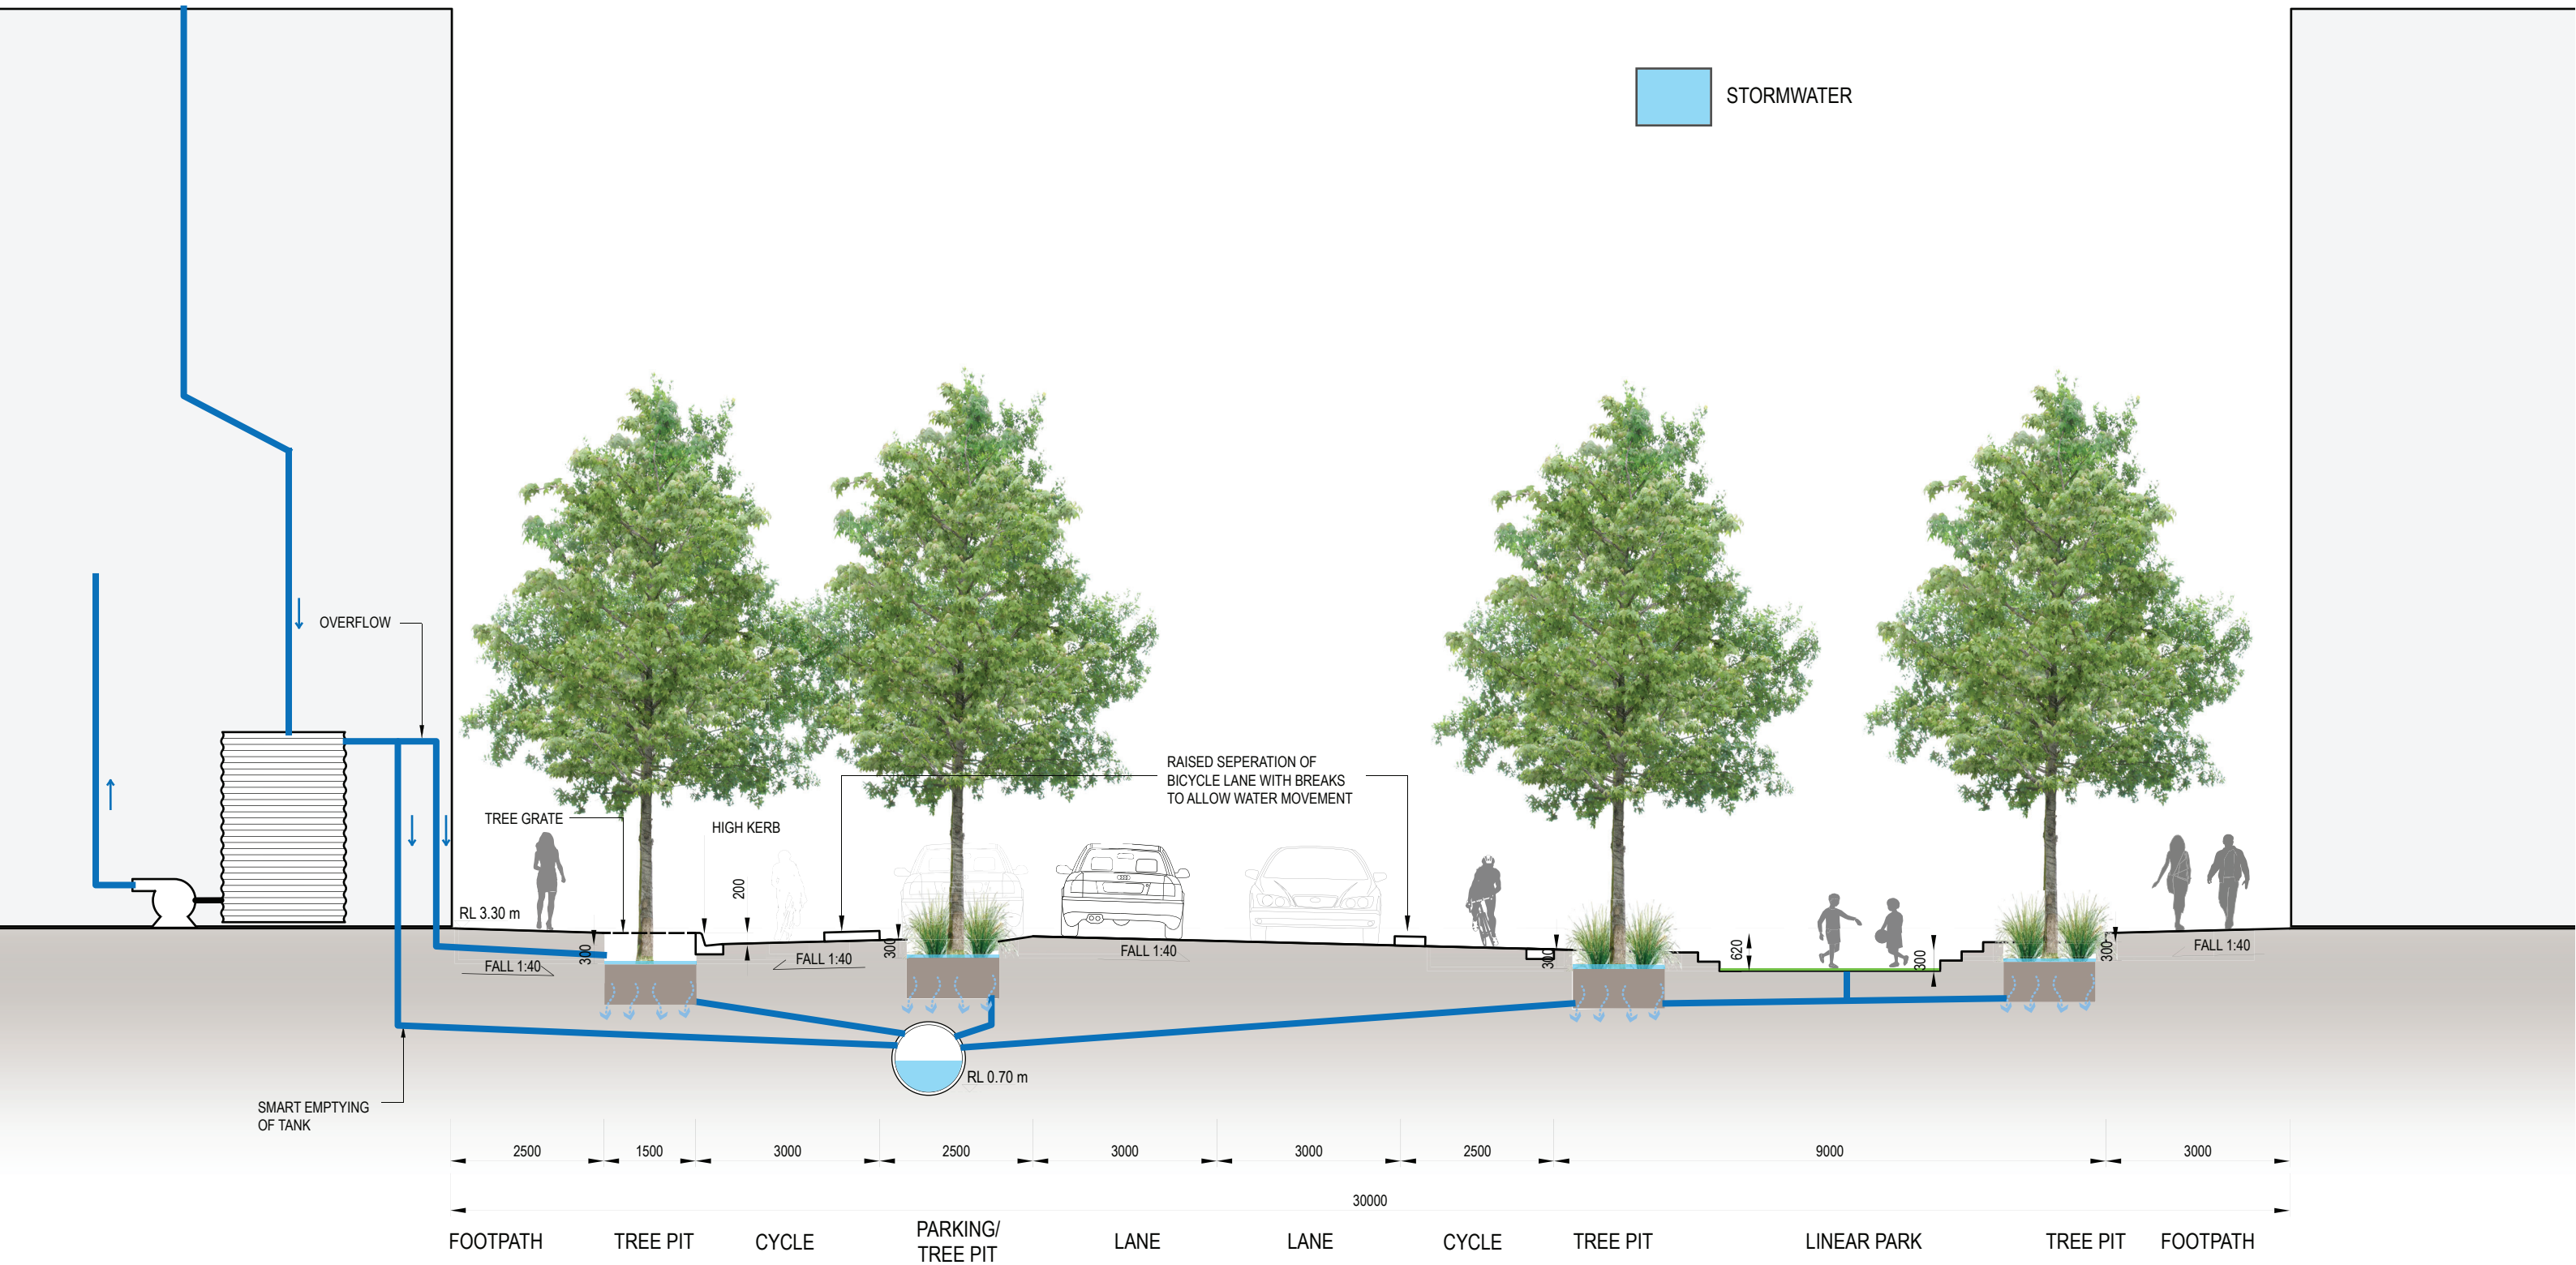 STORMWATER
OVERFLOW
RAISED SEPERATION OF
BICYCLE LANE WITH BREAKS
TO ALLOW WATER MOVEMENT
TREE GRATE
HIGH KERB
200
RL 3.30 m
300
300
300
620
300
300
FALL 1:40
FALL 1:40
FALL 1:40
FALL 1:40
RL 0.70 m
SMART EMPTYING
OF TANK
2500 1500 3000 2500 3000 3000 2500 9000 3000
30000
FOOTPATH TREE PIT CYCLE PARKING/ LANE LANE CYCLE TREE PIT LINEAR PARK TREE PIT FOOTPATH
TREE PIT